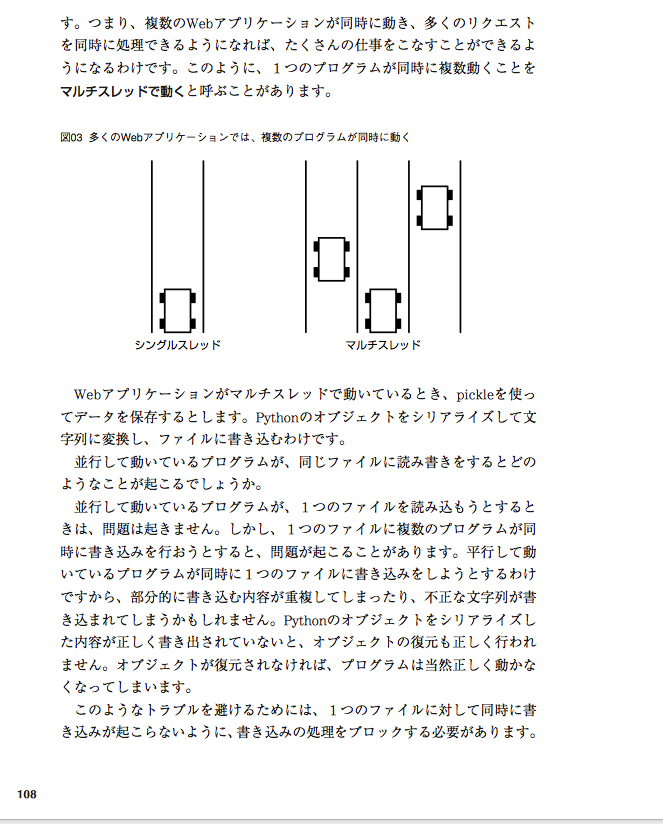 す。つまり、複数のWebアプリケーションが同時に動き、多くのリクエスト
を同時に処理できるようになれば、たくさんの仕事をこなすことができるよ
うになるわけです。このように、１つのプログラムが同時に複数動くことを
マルチスレッドで動くと呼ぶことがあります。
図03 多くのWebアプリケーションでは、複数のプログラムが同時に動く
シングルスレッド
マルチスレッド
Webアプリケーションがマルチスレッドで動いているとき、pickleを使っ
てデータを保存するとします。Pythonのオブジェクトをシリアライズして文
字列に変換し、ファイルに書き込むわけです。
並行して動いているプログラムが、同じファイルに読み書きをするとどの
ようなことが起こるでしょうか。
並行して動いているプログラムが、１つのファイルを読み込もうとすると
きは、問題は起きません。しかし、１つのファイルに複数のプログラムが同
時に書き込みを行おうとすると、問題が起こることがあります。平行して動
いているプログラムが同時に１つのファイルに書き込みをしようとするわけ
ですから、部分的に書き込む内容が重複してしまったり、不正な文字列が書
き込まれてしまうかもしれません。Pythonのオブジェクトをシリアライズし
た内容が正しく書き出されていないと、オブジェクトの復元も正しく行われ
ません。オブジェクトが復元されなければ、プログラムは当然正しく動かな
くなってしまいます。
このようなトラブルを避けるためには、１つのファイルに対して同時に書
き込みが起こらないように、書き込みの処理をブロックする必要があります。
108